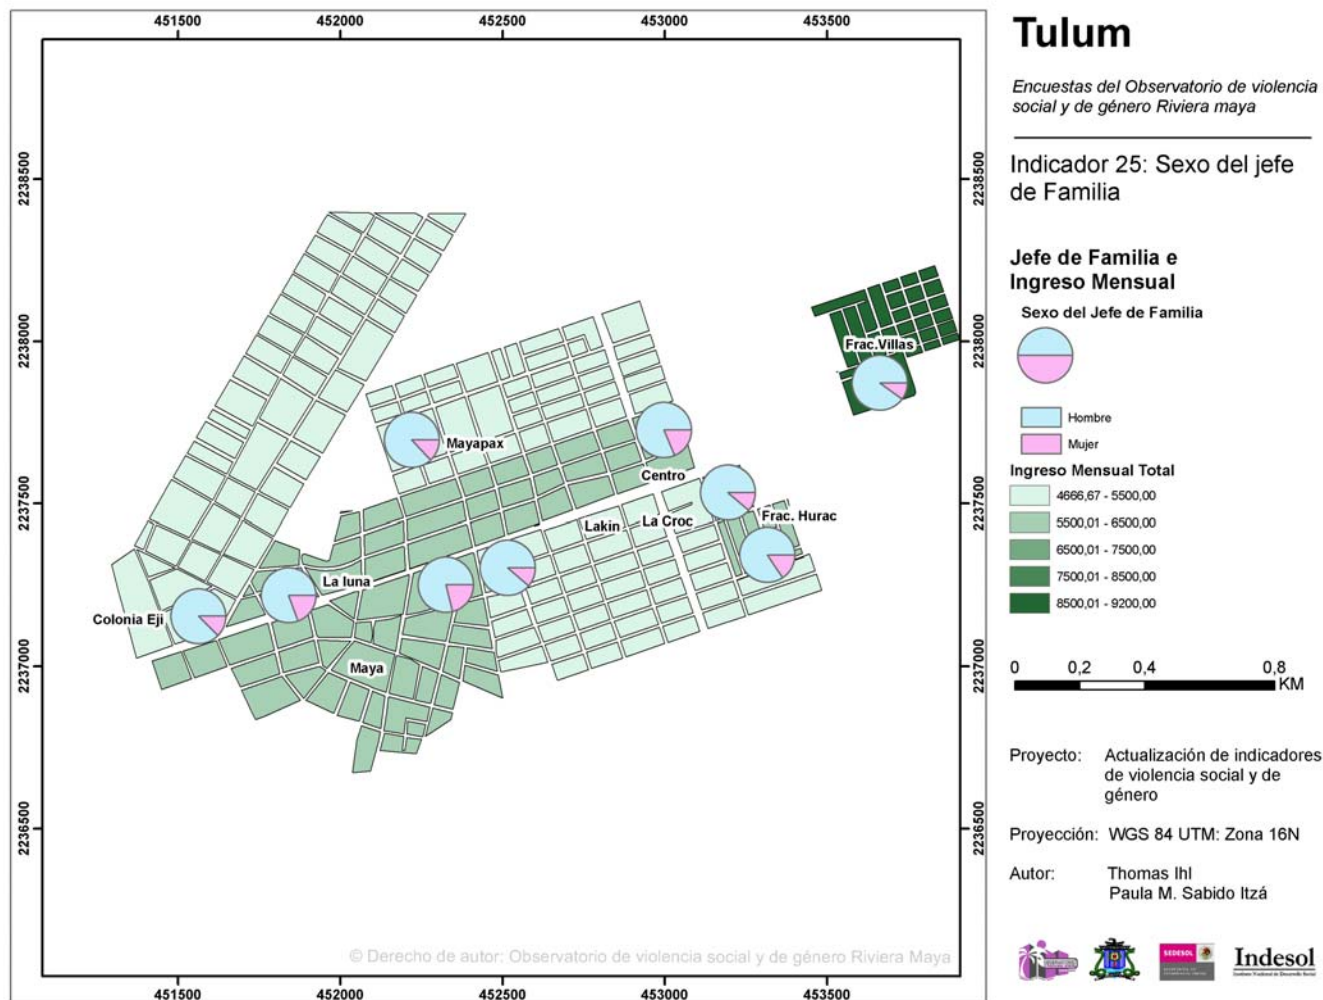 451500 452000 452500 453000 453500
Tulum
Encuestas del Observatorio de violencia
social y de género Riviera maya
Indicador 25: Sexo del jefe
de Familia
Jefe de Familia e
Ingreso Mensual
Sexo del Jefe de Familia
Hombre
Mujer
Ingreso Mensual Total
4666,67 - 5500,00
5500,01 - 6500,00
6500,01 - 7500,00
7500,01 - 8500,00
8500,01 - 9200,00
0 0,2 0,4 0,8
KM
Proyecto: Actualización de indicadores
de violencia social y de
género
Proyección: WGS 84 UTM: Zona 16N
Autor: Thomas Ihl
Paula M. Sabido Itzá
SEDESOL
Indesol
2238500
2238000
2237500
2237000
2236500
2238500
2238000
2237500
2237000
2236500
Frac.Villas
Mayapax
Centro
Lakin
La Croc
Frac. Hurac
La luna
Colonia Eji
Maya
© Derecho de autor: Observatorio de violencia social y de género Riviera Maya
451500 452000 452500 453000 453500